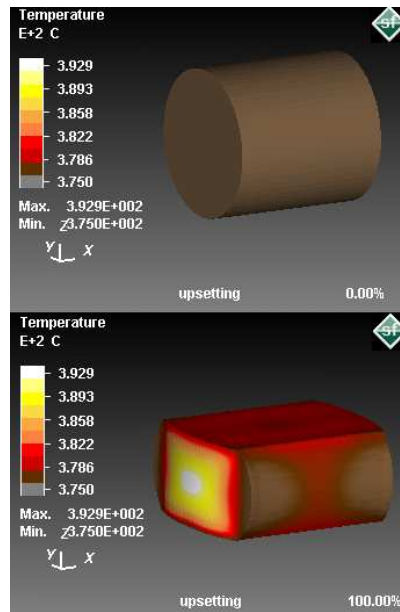 Temperature
E+2 C
sf
3.929
3.893
3.858
3.822
3.786
3.750
Max. 3.929E+002
Min. 3.750E+002
Z
Y X
upsetting 0.00%
Temperature
E+2 C
sf
3.929
3.893
3.858
3.822
3.786
3.750
Max. 3.929E+002
Min. 3.750E+002
Z
Y X
upsetting 100.00%